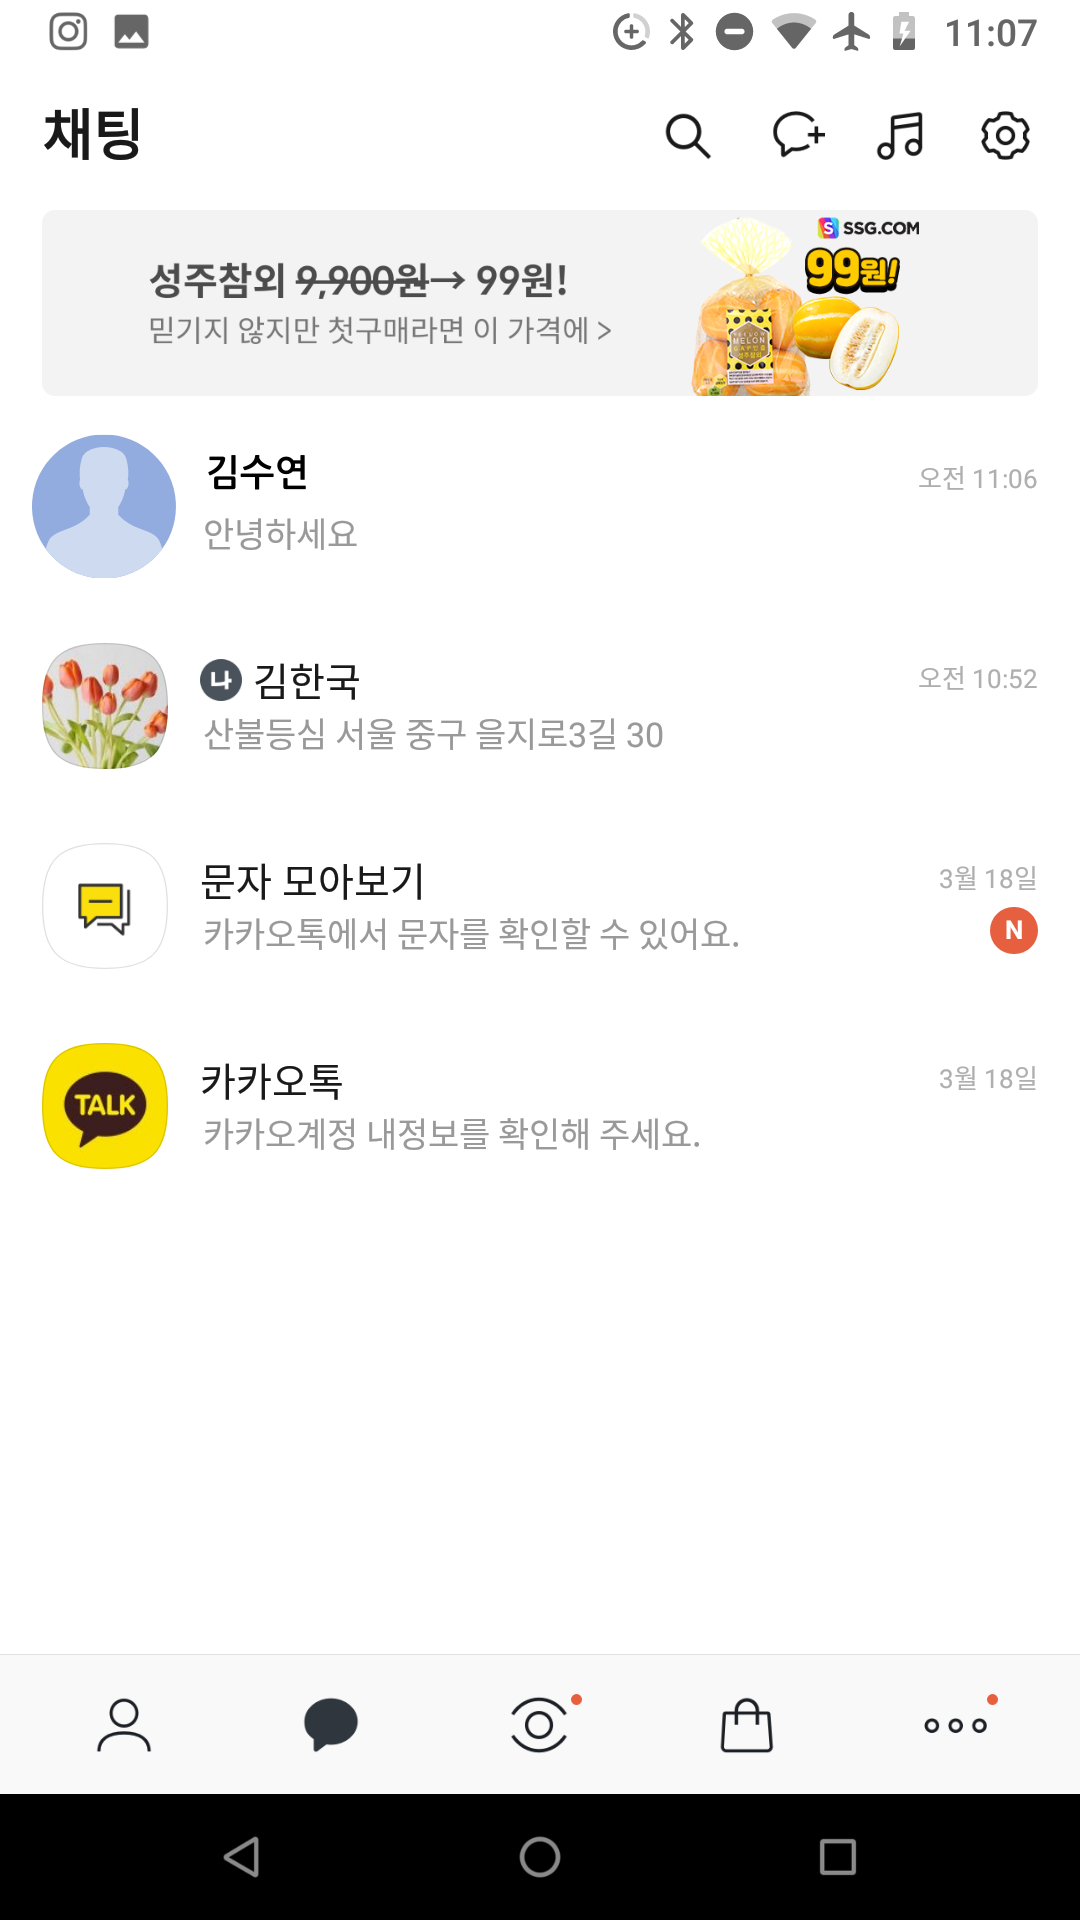 11:07
채팅
SSG.COM
성주참외 9,900원→ 99원!
99원!
믿기지 않지만 첫구매라면 이 가격에 >
MELON
성주참외
김수연
오전 11:06
안녕하세요
나 김한국
오전 10:52
산불등심 서울 중구 을지로3길 30
문자 모아보기
3월 18일
카카오톡에서 문자를 확인할 수 있어요.
N
TALK
카카오톡
3월 18일
카카오계정 내정보를 확인해 주세요.